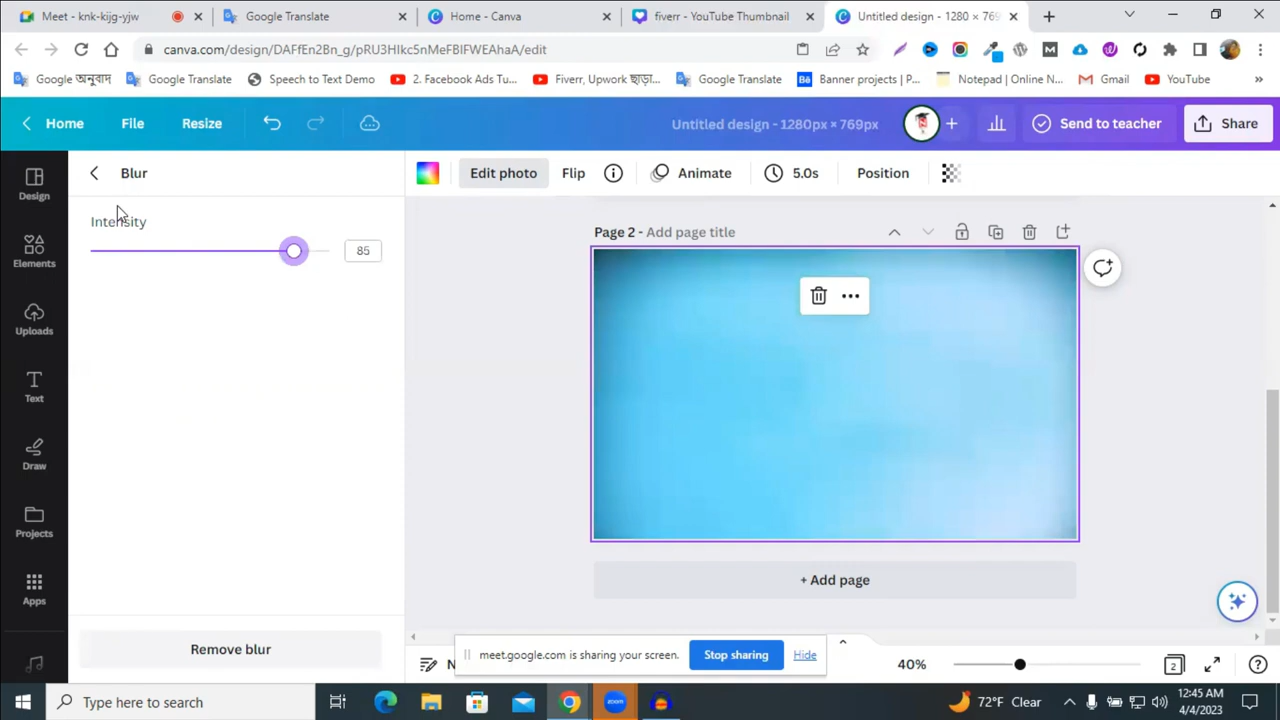 Meet - knk-kijg-yjw
Google Translate
Home - Canva
fiverr - YouTube Thumbnail
Untitled design - 1280 × 769
canva.com/design/DAFfEn2Bn_g/pRU3HIkc5nMeFBIFWEAhaA/edit
Google অনুবাদ
Google Translate
Speech to Text Demo
2. Facebook Ads Tu...
Fiverr, Upwork ছাড়া...
Google Translate
Banner projects | P...
Notepad | Online N...
Gmail
YouTube
Home
File
Resize
Untitled design - 1280px × 769px
Send to teacher
Share
Blur
Edit photo
Flip
Animate
5.0s
Position
Design
Elements
Uploads
Text
Draw
Projects
Apps
Intensity
85
Remove blur
Page 2 - Add page title
+ Add page
meet.google.com is sharing your screen.
Stop sharing
Hide
40%
2
Type here to search
zoom
72°F Clear
12:45 AM
4/4/2023